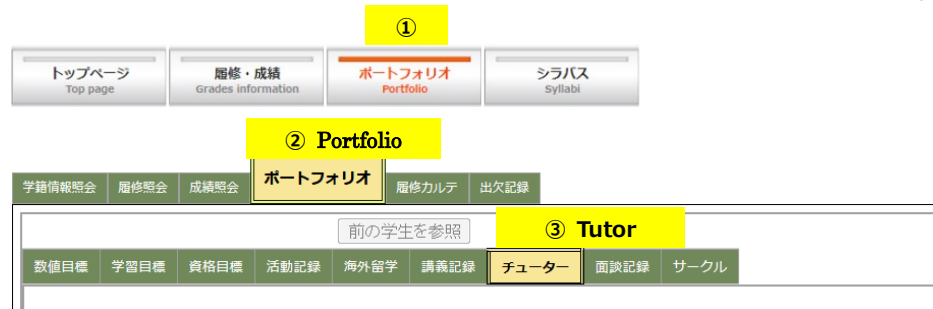 ①
トップページ 履修・成績 ポートフォリオ シラバス
Top page Grades information Portfolio Syllabi
② Portfolio
学籍情報照会 履修照会 成績照会 ポートフォリオ 履修カルテ 出欠記録
前の学生を参照 ③ Tutor
数値目標 学習目標 資格目標 活動記録 海外留学 講義記録 チューター 面談記録 サークル